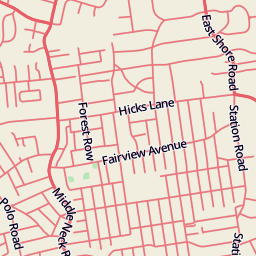 East Shore Road
Hicks Lane
Forest Row
Station Road
Fairview Avenue
Middle Neck R
Polo Road
Stati